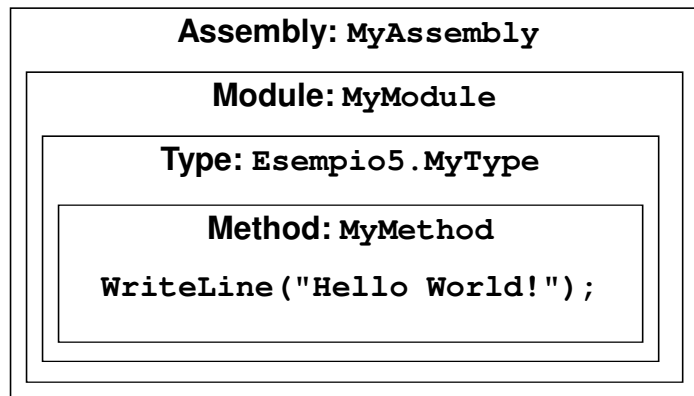 Assembly: MyAssembly
Module: MyModule
Type: Esempio5.MyType
Method: MyMethod
WriteLine("Hello World!");